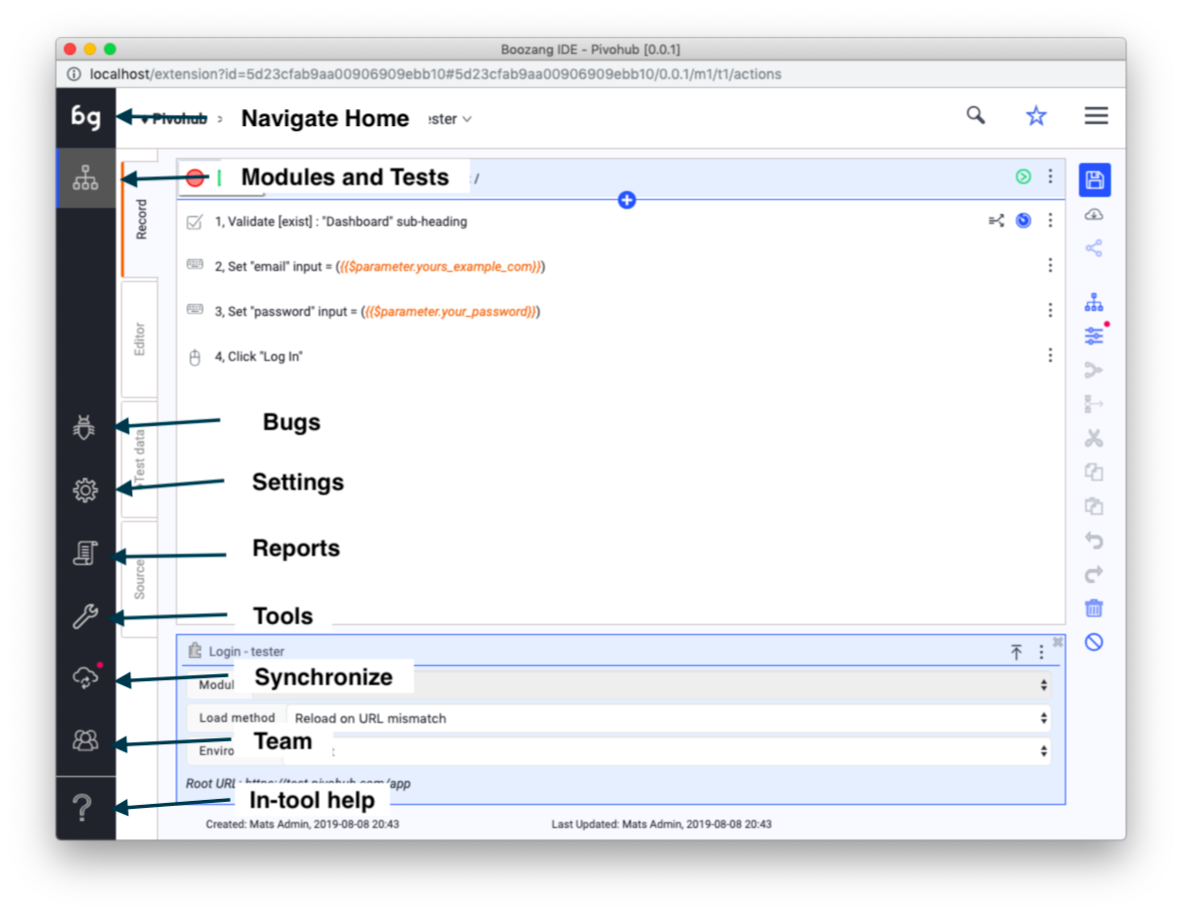 Boozang IDE - Pivohub [0.0.1]
localhost/extension?id=5d23cfab9aa00906909ebb10#5d23cfab9aa00906909ebb10/0.0.1/m1/t1/actions
bg Pivohub › Navigate Home ester
Modules and Tests : /
Record
1, Validate [exist] : "Dashboard" sub-heading
2, Set "email" input = ({{$parameter.yours_example_com}})
3, Set "password" input = ({{$parameter.your_password}})
4, Click "Log In"
Editor
Bugs
Test data
Settings
Reports
Source
Tools
Login - tester
Synchronize
Modul
Load method Reload on URL mismatch
Team
Enviro
Root URL: https://test.pivohub.com/app
In-tool help
?
Created: Mats Admin, 2019-08-08 20:43 Last Updated: Mats Admin, 2019-08-08 20:43